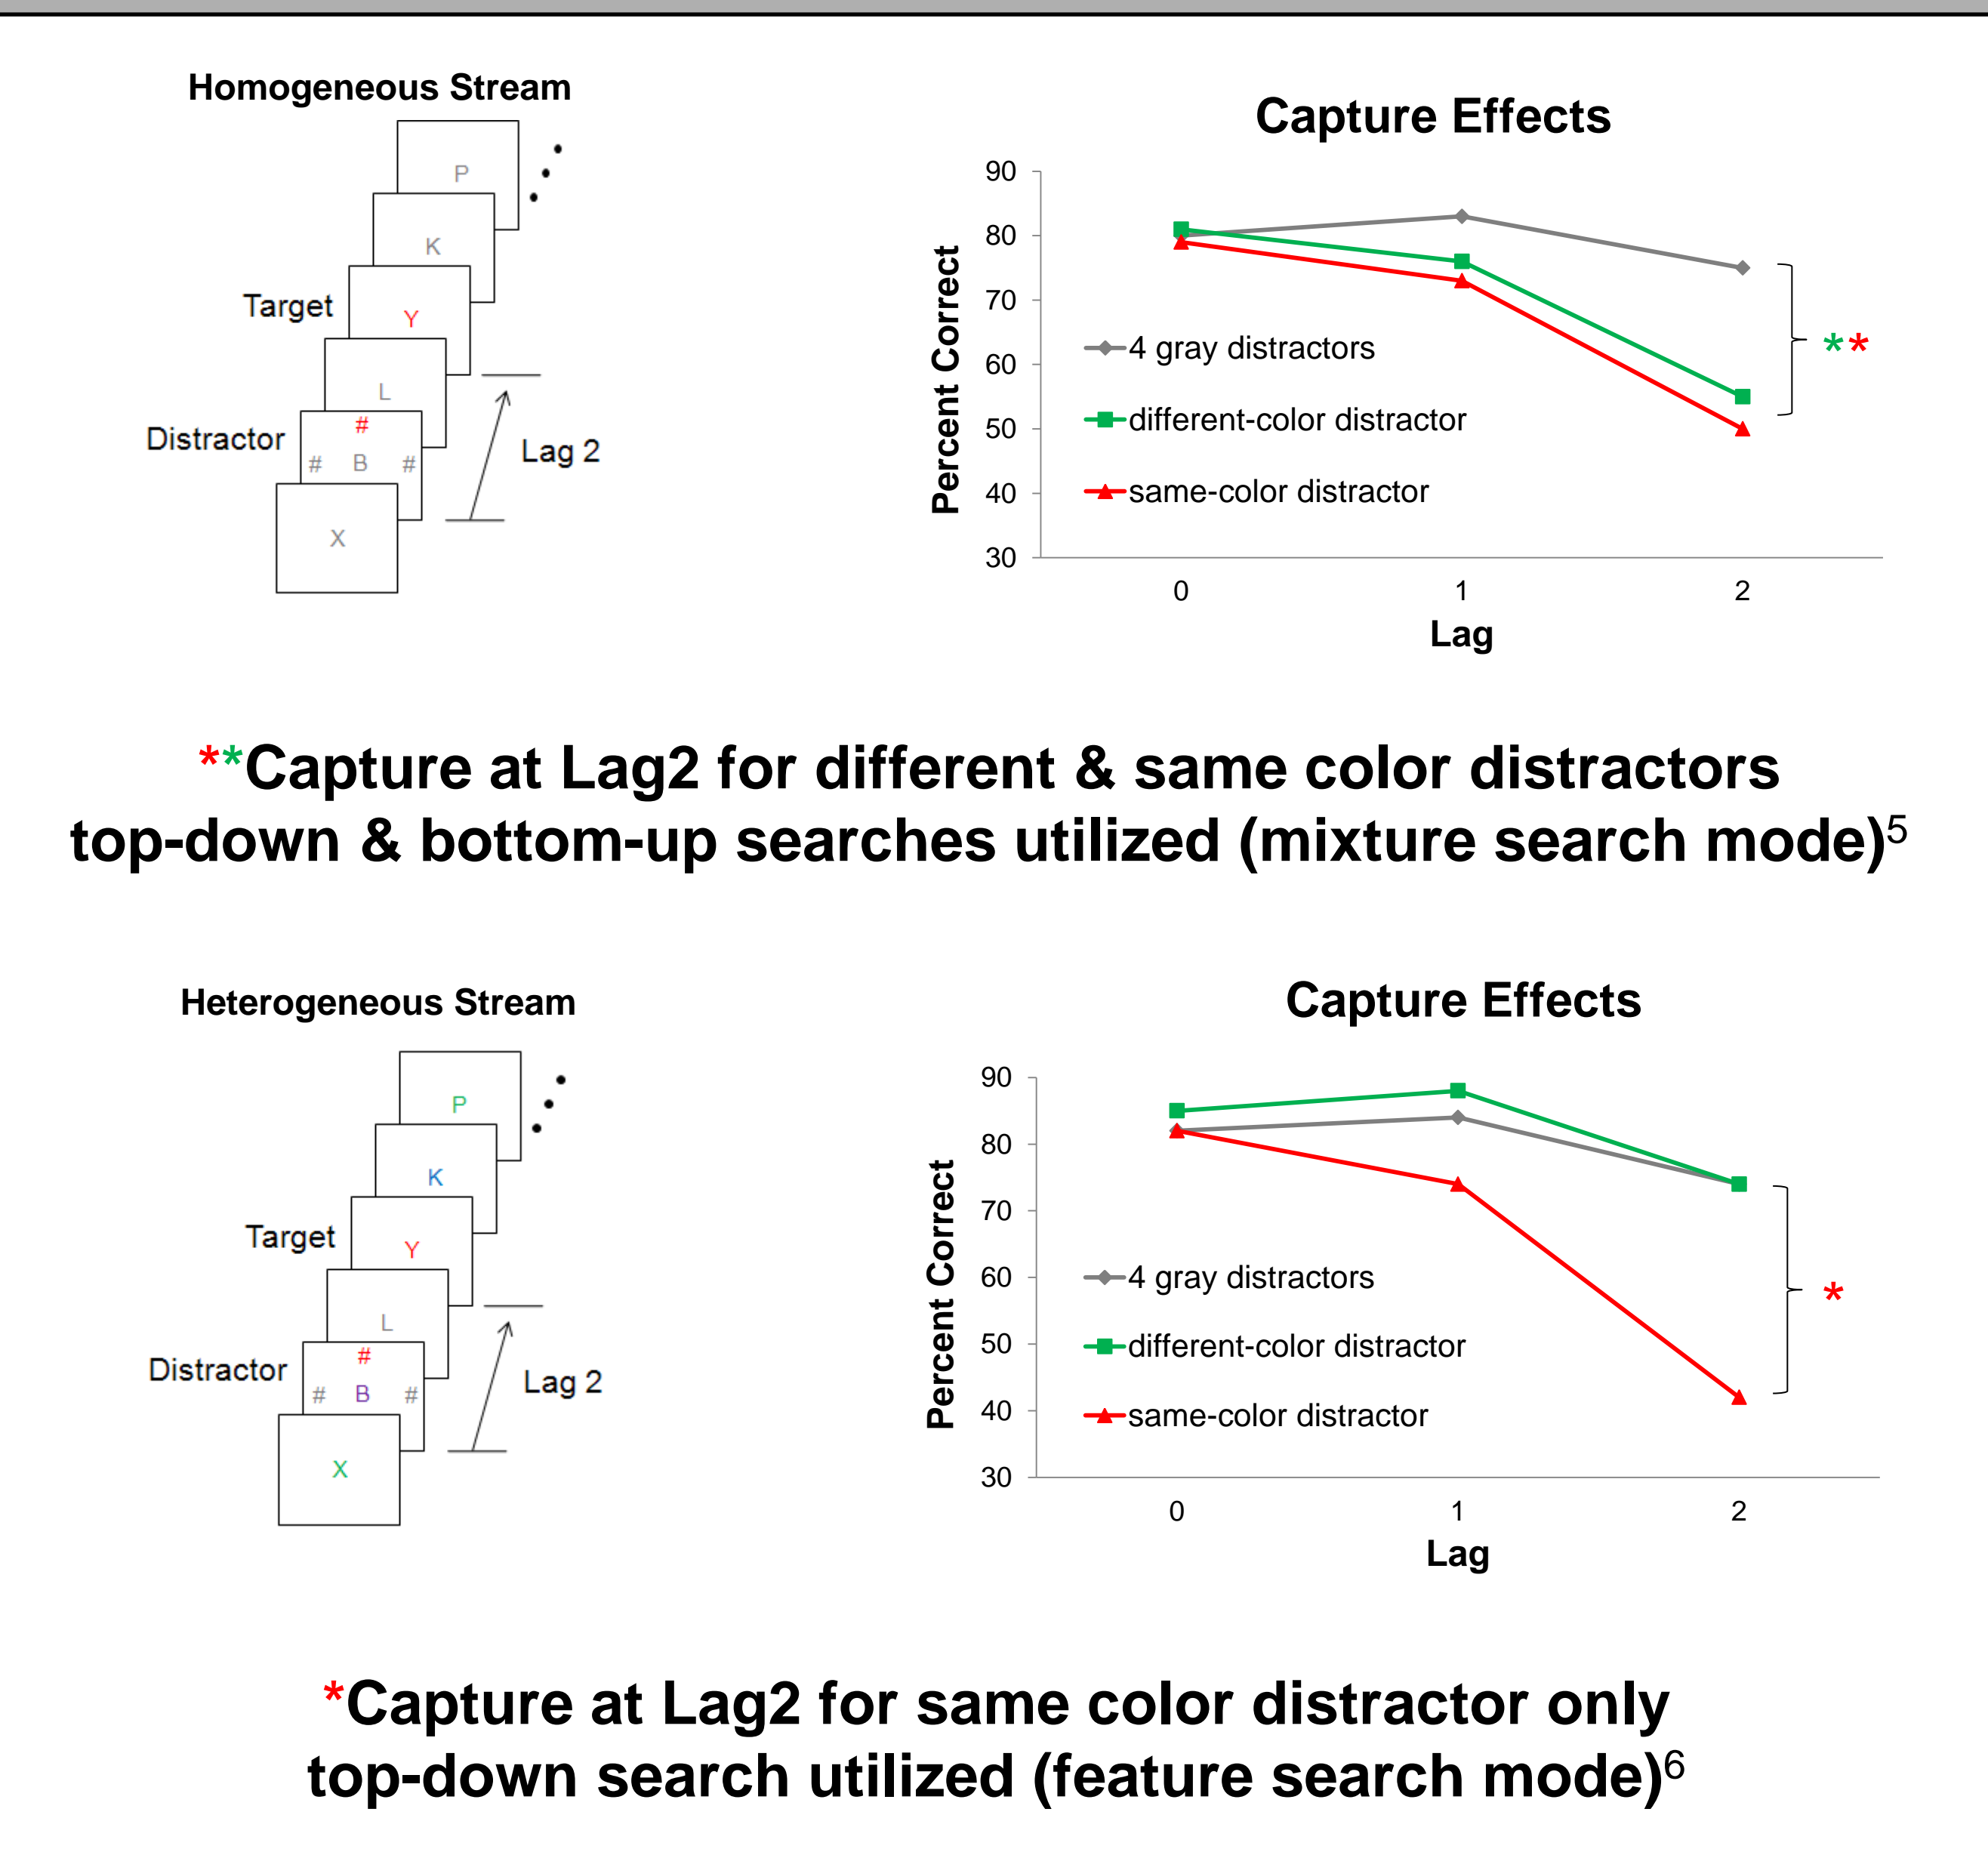 Homogeneous Stream
P
K
Target
Y
L
Distractor
#
# B #
Lag 2
X
Capture Effects
Percent Correct
90
80
70
60
50
40
30
4 gray distractors
different-color distractor
same-color distractor
**
0 1 2
Lag
**Capture at Lag2 for different & same color distractors
top-down & bottom-up searches utilized (mixture search mode)5
Heterogeneous Stream
P
K
Target
Y
L
Distractor
#
# B #
Lag 2
X
Capture Effects
Percent Correct
90
80
70
60
50
40
30
4 gray distractors
different-color distractor
same-color distractor
*
0 1 2
Lag
*Capture at Lag2 for same color distractor only
top-down search utilized (feature search mode)6